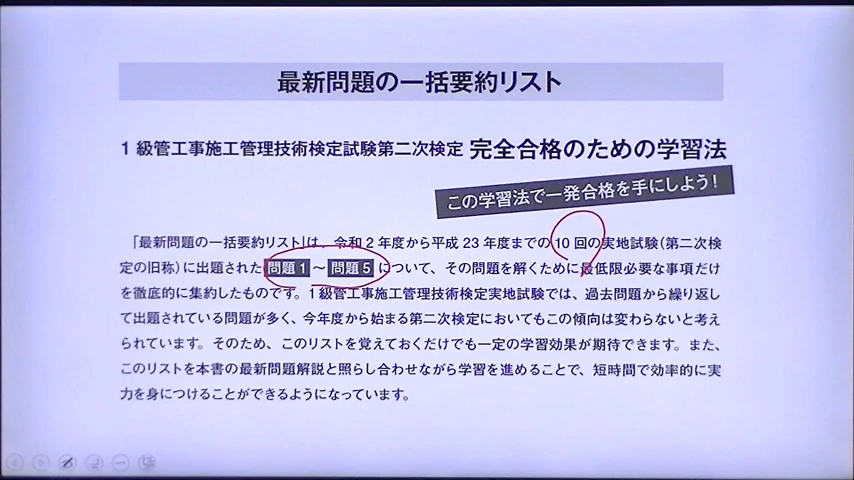 最新問題の一括要約リスト
1 級管工事施工管理技術検定試験第二次検定 完全合格のための学習法
この学習法で一発合格を手にしよう！
「最新問題の一括要約リスト」は、令和 2 年度から平成 23 年度までの 10 回の実地試験(第二次検
定の旧称)に出題された 問題 1 ～ 問題 5 について、その問題を解くために最低限必要な事項だけ
を徹底的に集約したものです。1 級管工事施工管理技術検定実地試験では、過去問題から繰り返し
て出題されている問題が多く、今年度から始まる第二次検定においてもこの傾向は変わらないと考え
られています。そのため、このリストを覚えておくだけでも一定の学習効果が期待できます。また、
このリストを本書の最新問題解説と照らし合わせながら学習を進めることで、短時間で効率的に実
力を身につけることができるようになっています。